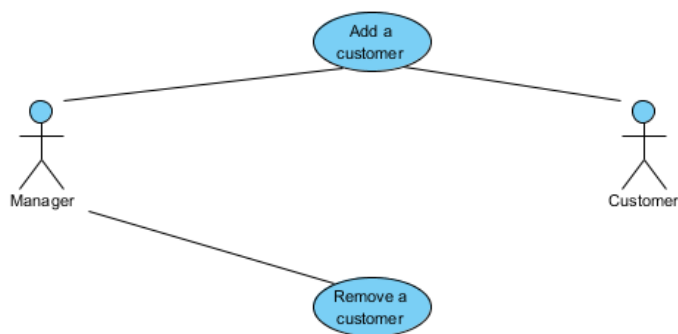 Add a
customer
Manager
Customer
Remove a
customer